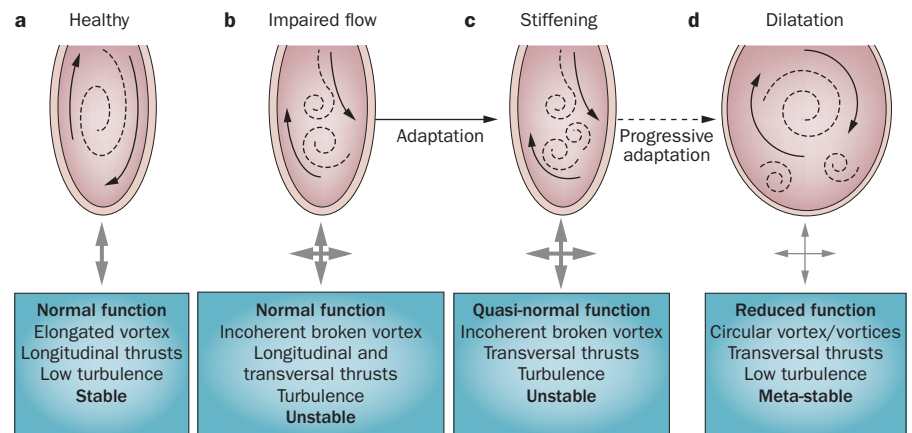 a Healthy
b Impaired flow
c Stiffening
d Dilatation
Adaptation
Progressive
adaptation
Normal function
Elongated vortex
Longitudinal thrusts
Low turbulence
Stable
Normal function
Incoherent broken vortex
Longitudinal and
transversal thrusts
Turbulence
Unstable
Quasi-normal function
Incoherent broken vortex
Transversal thrusts
Turbulence
Unstable
Reduced function
Circular vortex/vortices
Transversal thrusts
Low turbulence
Meta-stable